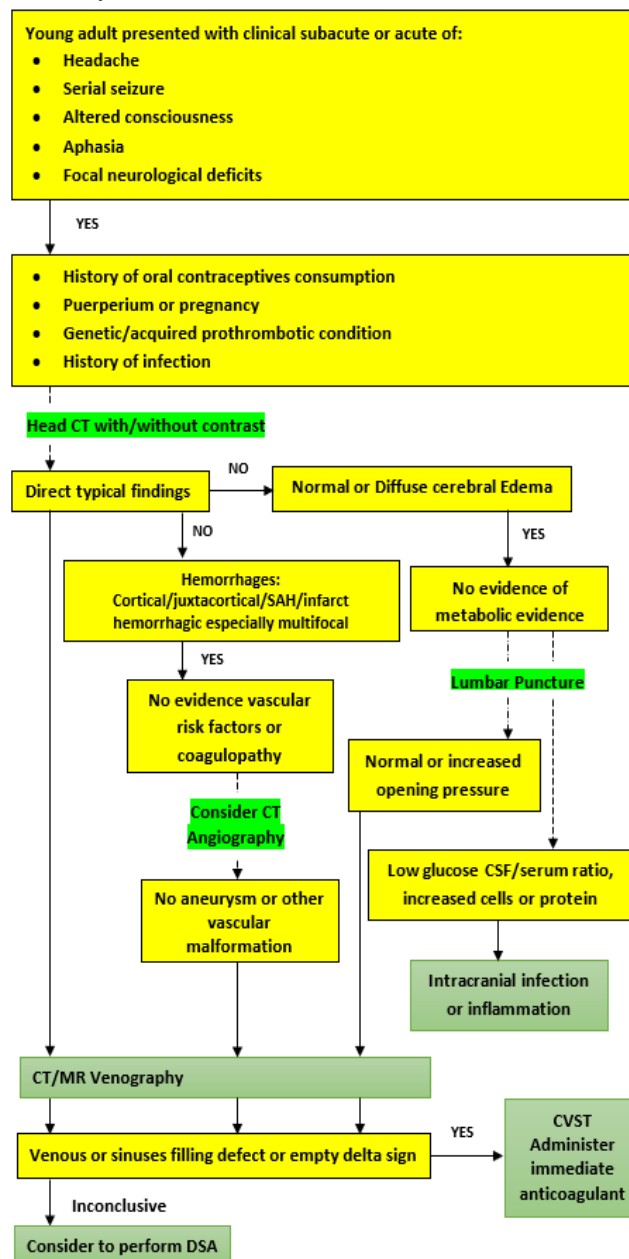 Young adult presented with clinical subacute or acute of:
• Headache
• Serial seizure
• Altered consciousness
• Aphasia
• Focal neurological deficits
YES
• History of oral contraceptives consumption
• Puerperium or pregnancy
• Genetic/acquired prothrombotic condition
• History of infection
Head CT with/without contrast
Direct typical findings
NO
Normal or Diffuse cerebral Edema
NO
YES
Hemorrhages:
Cortical/juxtacortical/SAH/infarct
hemorrhagic especially multifocal
No evidence of
metabolic evidence
YES
Lumbar Puncture
No evidence vascular
risk factors or
coagulopathy
Normal or increased
opening pressure
Consider CT
Angiography
Low glucose CSF/serum ratio,
increased cells or protein
No aneurysm or other
vascular
malformation
Intracranial infection
or inflammation
CT/MR Venography
Venous or sinuses filling defect or empty delta sign
YES
CVST
Administer
immediate
anticoagulant
Inconclusive
Consider to perform DSA